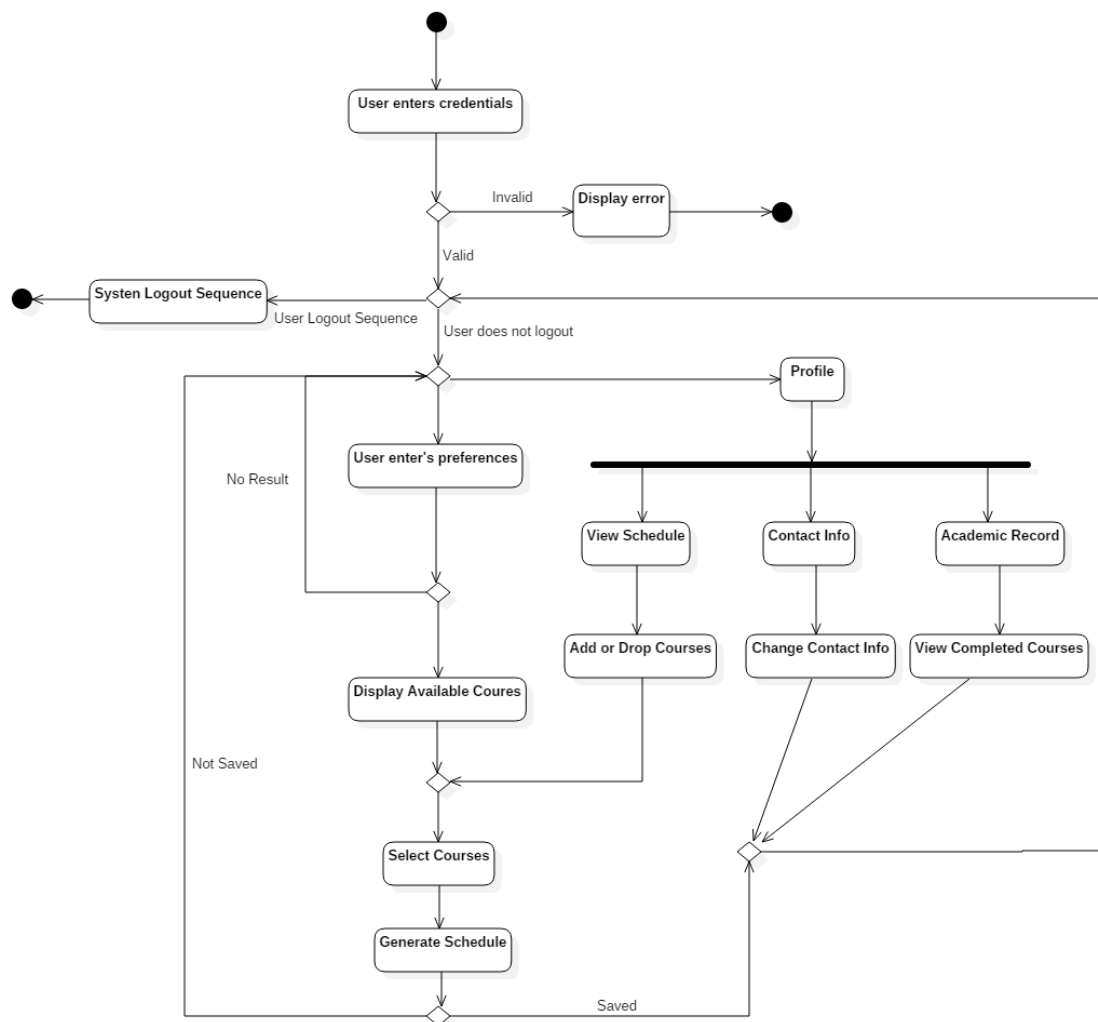 User enters credentials
Invalid
Display error
Valid
Systen Logout Sequence
User Logout Sequence
User does not logout
Profile
User enter's preferences
No Result
View Schedule
Contact Info
Academic Record
Add or Drop Courses
Change Contact Info
View Completed Courses
Display Available Coures
Not Saved
Select Courses
Generate Schedule
Saved